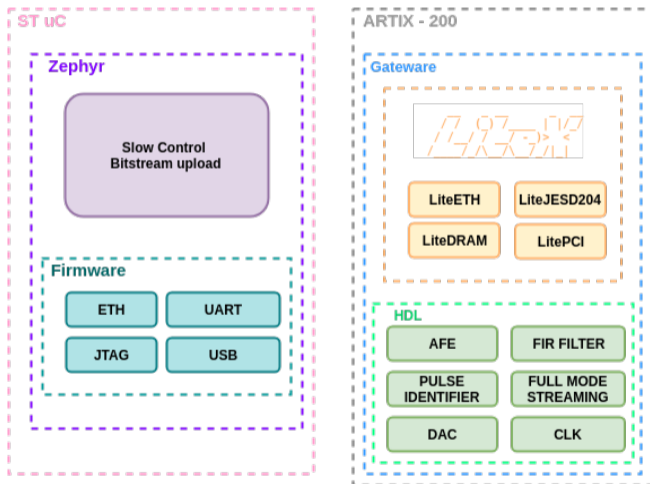 ST uC
Zephyr
Slow Control
Bitstream upload
Firmware
ETH
UART
JTAG
USB
ARTIX - 200
Gateware
LiteX
LiteETH
LiteJESD204
LiteDRAM
LitePCI
HDL
AFE
FIR FILTER
PULSE
IDENTIFIER
FULL MODE
STREAMING
DAC
CLK